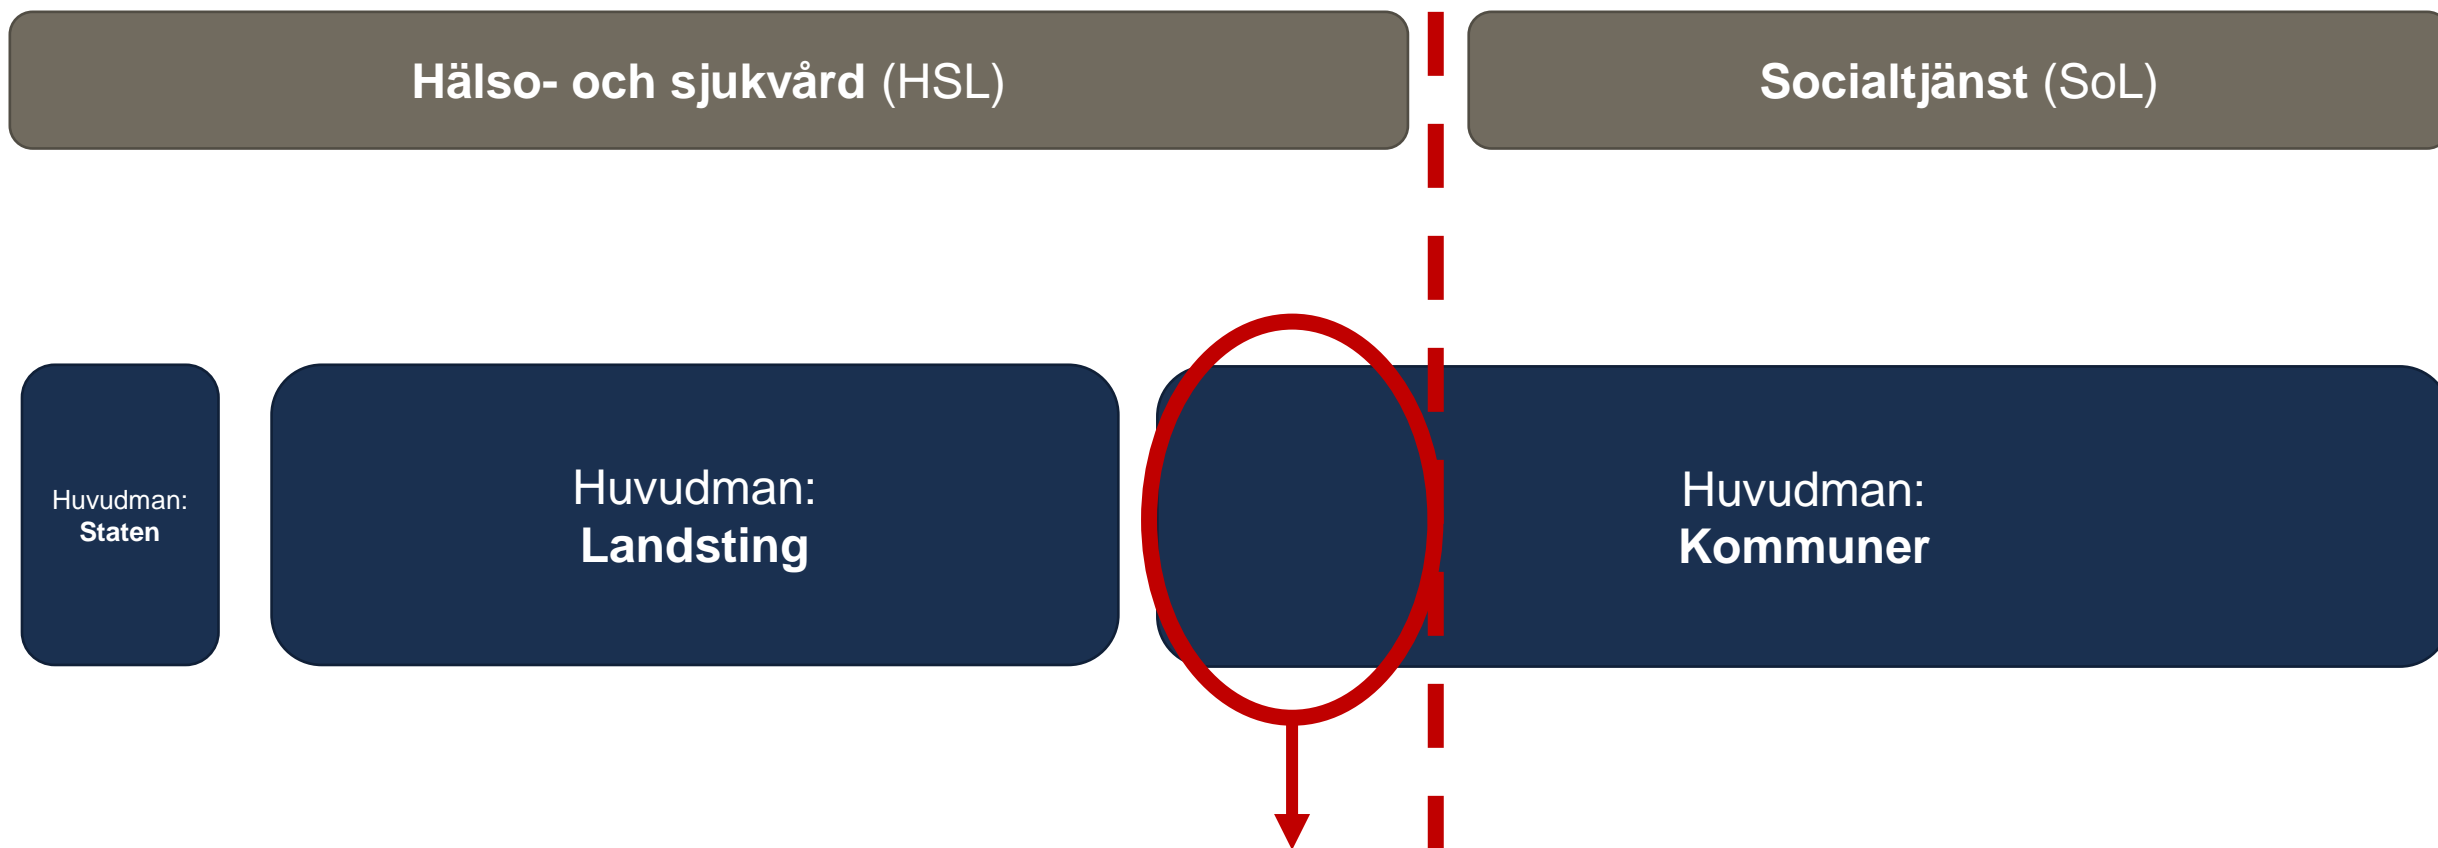 Hälso- och sjukvård (HSL)
Socialtjänst (SoL)
Huvudman:
Staten
Huvudman:
Landsting
Huvudman:
Kommuner